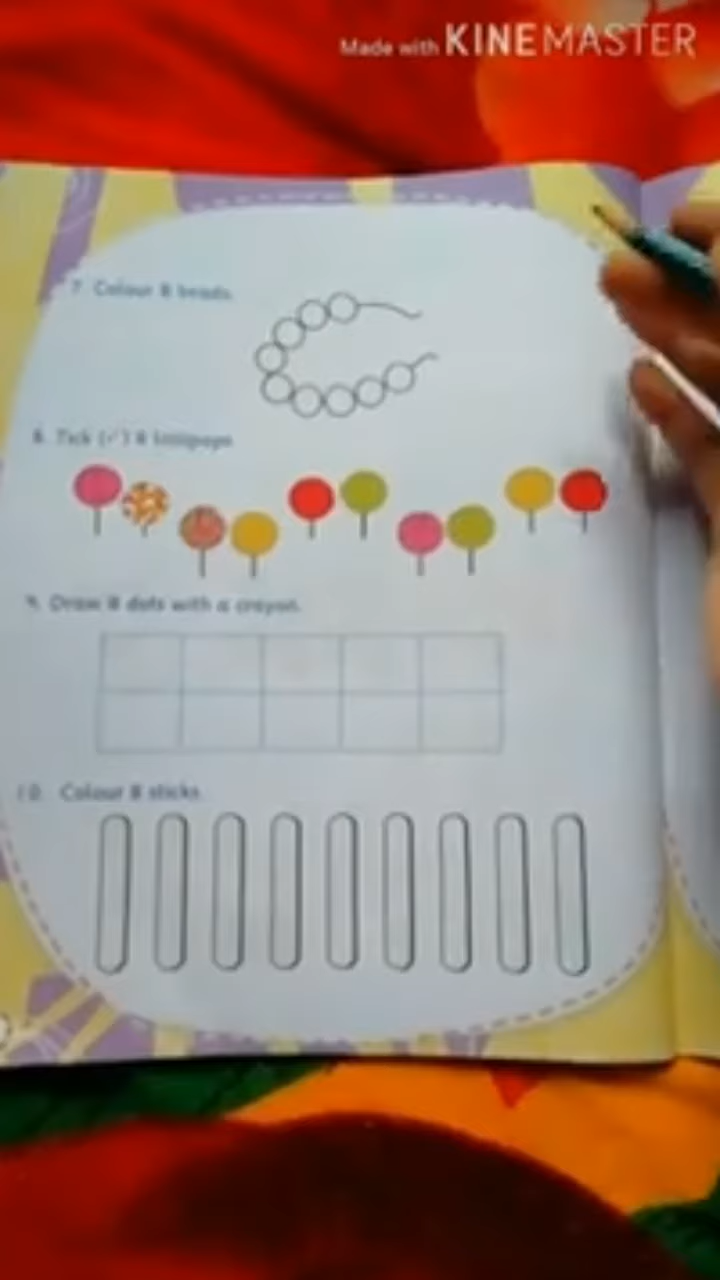 Made with KINEMASTER
7. Colour 8 beads.
8. Tick (✓) 8 lollipops
9. Draw 8 dots with a crayon.
10. Colour 8 sticks.